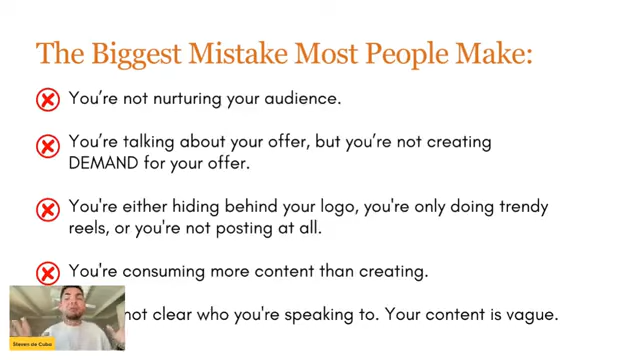 The Biggest Mistake Most People Make:
You're not nurturing your audience.
You're talking about your offer, but you're not creating
DEMAND for your offer.
You're either hiding behind your logo, you're only doing trendy
reels, or you're not posting at all.
You're consuming more content than creating.
not clear who you're speaking to. Your content is vague.
Steven de Cuba